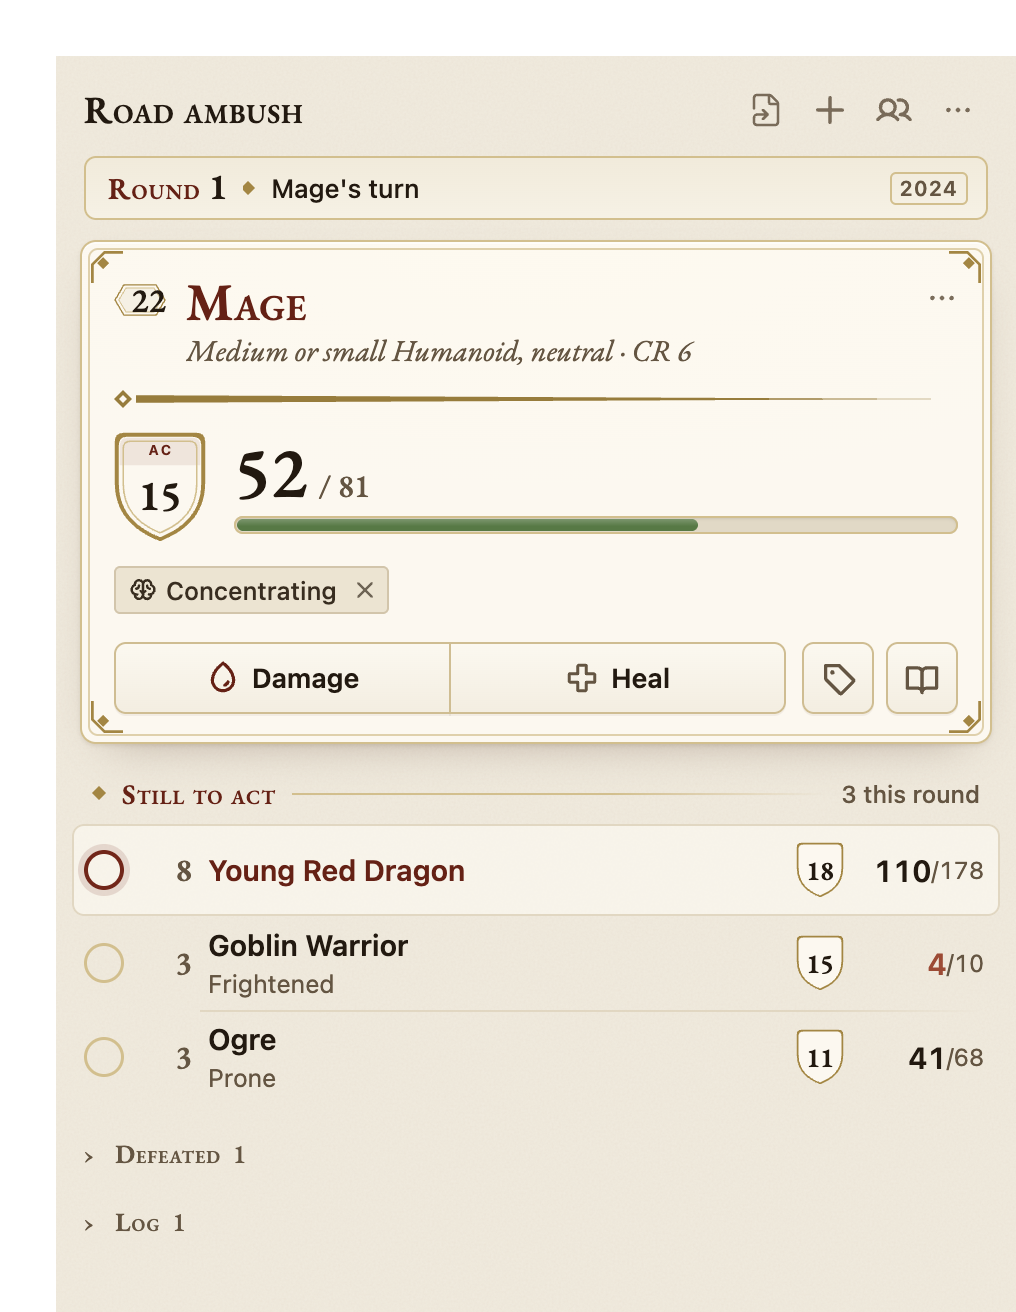 Road ambush
Round 1 ◆ Mage's turn 2024
22 Mage
Medium or small Humanoid, neutral · CR 6
AC
15
52 / 81
Concentrating
Damage Heal
Still to act 3 this round
8 Young Red Dragon 18 110/178
3 Goblin Warrior 15 4/10
Frightened
3 Ogre 11 41/68
Prone
Defeated 1
Log 1